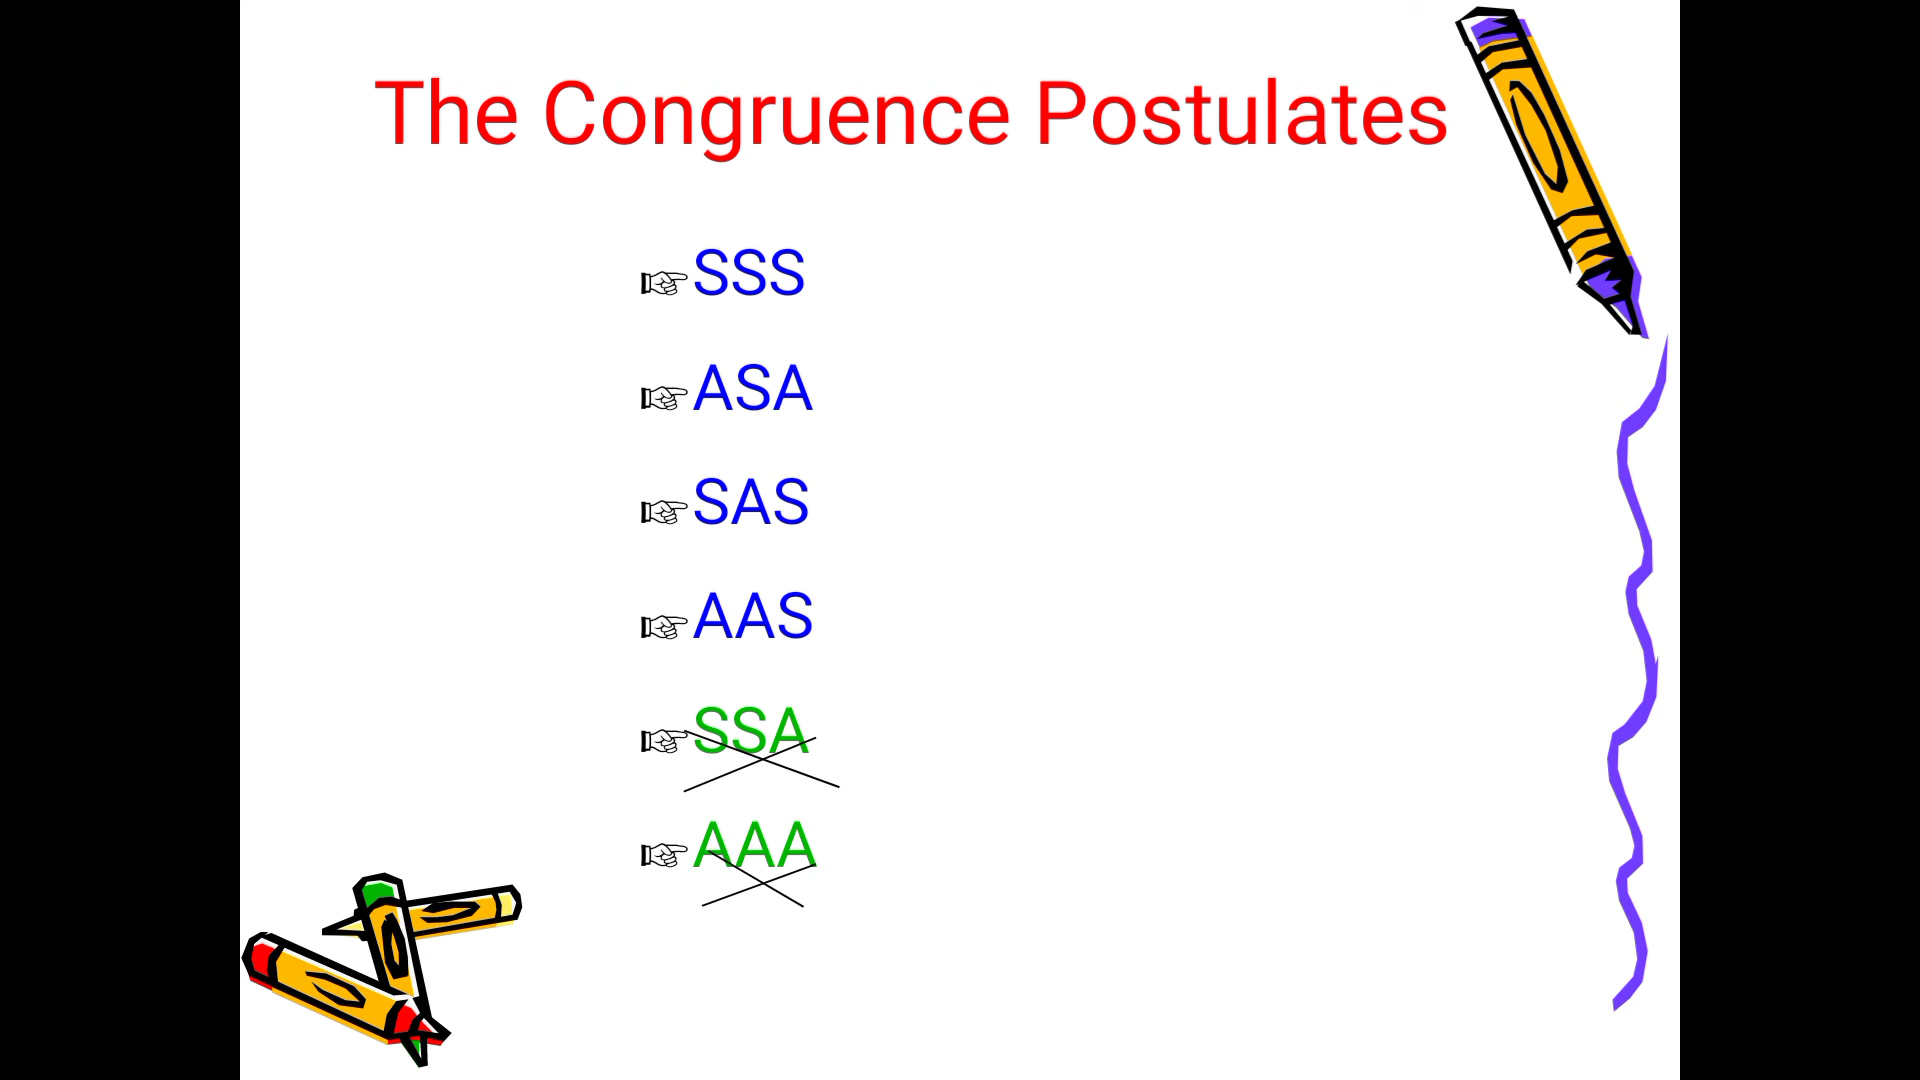 The Congruence Postulates
☞SSS
☞ASA
☞SAS
☞AAS
☞SSA
☞AAA